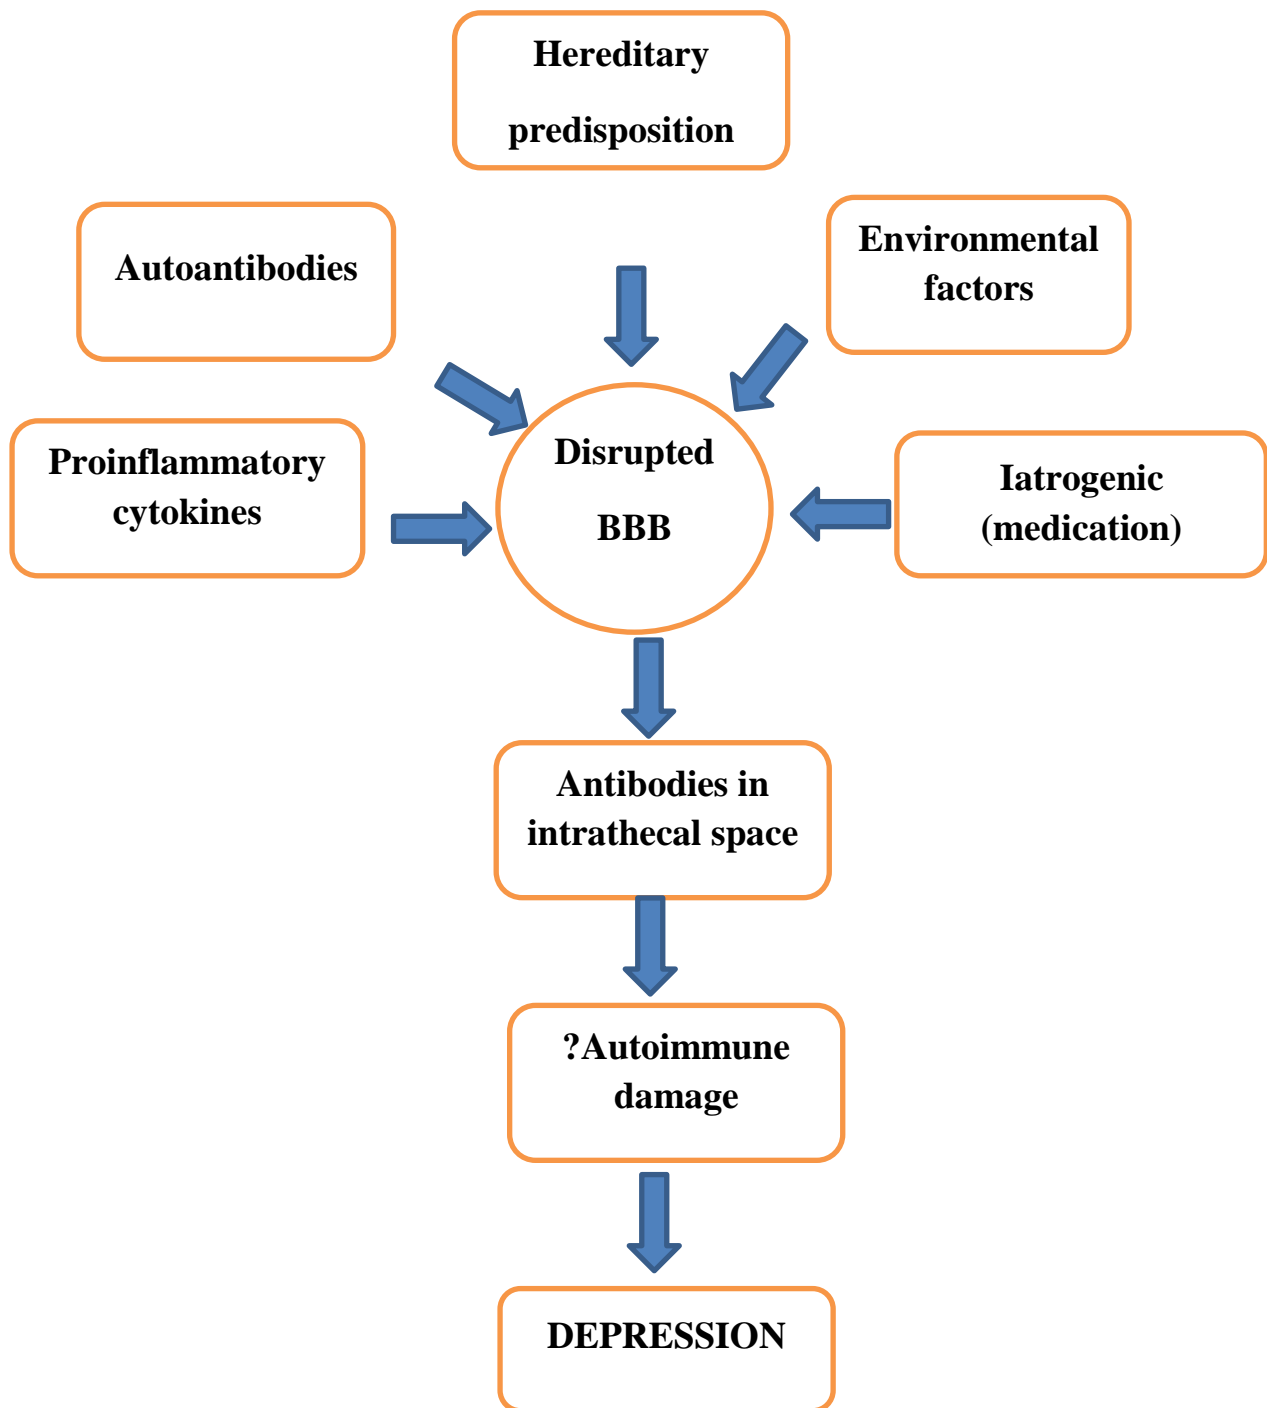 Hereditary
predisposition
Autoantibodies
Environmental
factors
Proinflammatory
cytokines
Disrupted
BBB
Iatrogenic
(medication)
Antibodies in
intrathecal space
?Autoimmune
damage
DEPRESSION